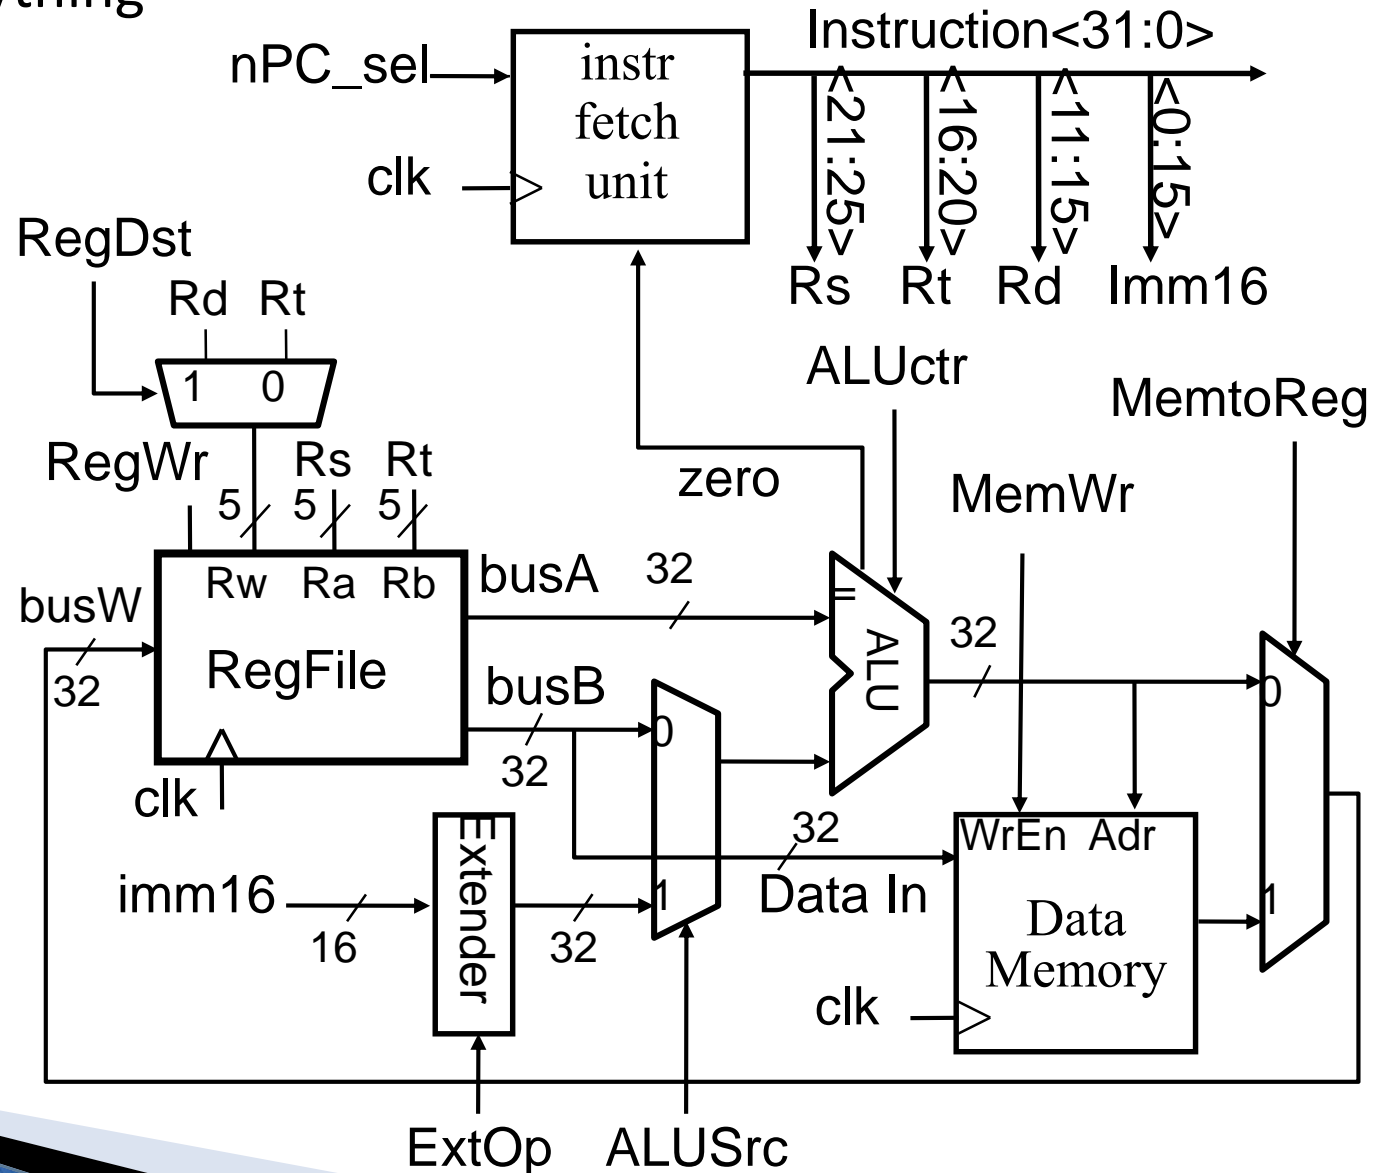 thing
nPC_sel
instr
fetch
unit
clk
Instruction<31:0>
<21:25>
<16:20>
<11:15>
<0:15>
Rs Rt Rd Imm16
RegDst
Rd Rt
1 0
ALUctr
MemtoReg
RegWr
Rs Rt
5 5 5
zero
MemWr
Rw Ra Rb
busA
32
busW
32
RegFile
=
ALU
32
busB
32
0
0
clk
Extender
32
WrEn Adr
imm16
16
32
1
Data In
Data
Memory
1
clk
ExtOp ALUSrc